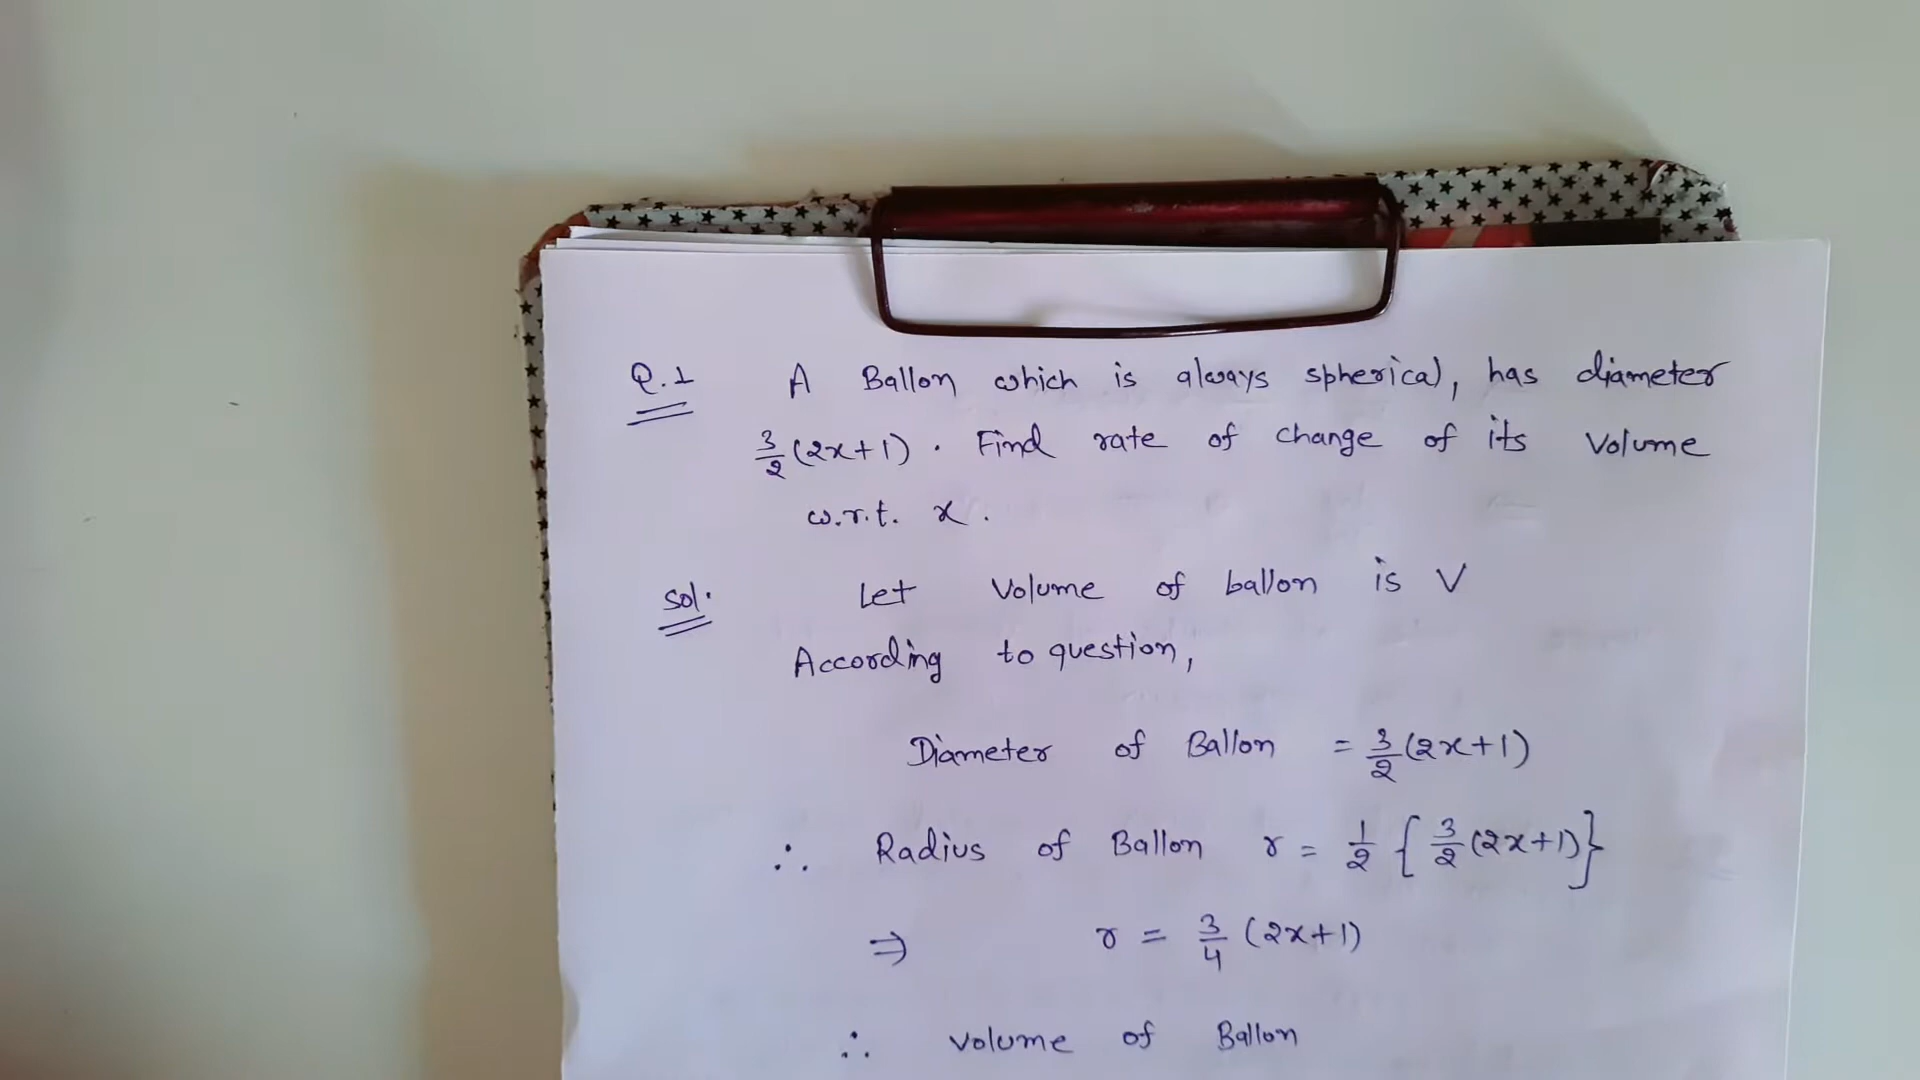 Q.1 A Ballon which is always spherical, has diameter
3/2 (2x+1). Find rate of change of its Volume
w.r.t. x.
Sol. Let Volume of ballon is V
According to question,
Diameter of Ballon = 3/2 (2x+1)
∴ Radius of Ballon r = 1/2 { 3/2 (2x+1)}
⇒ r = 3/4 (2x+1)
∴ volume of Ballon